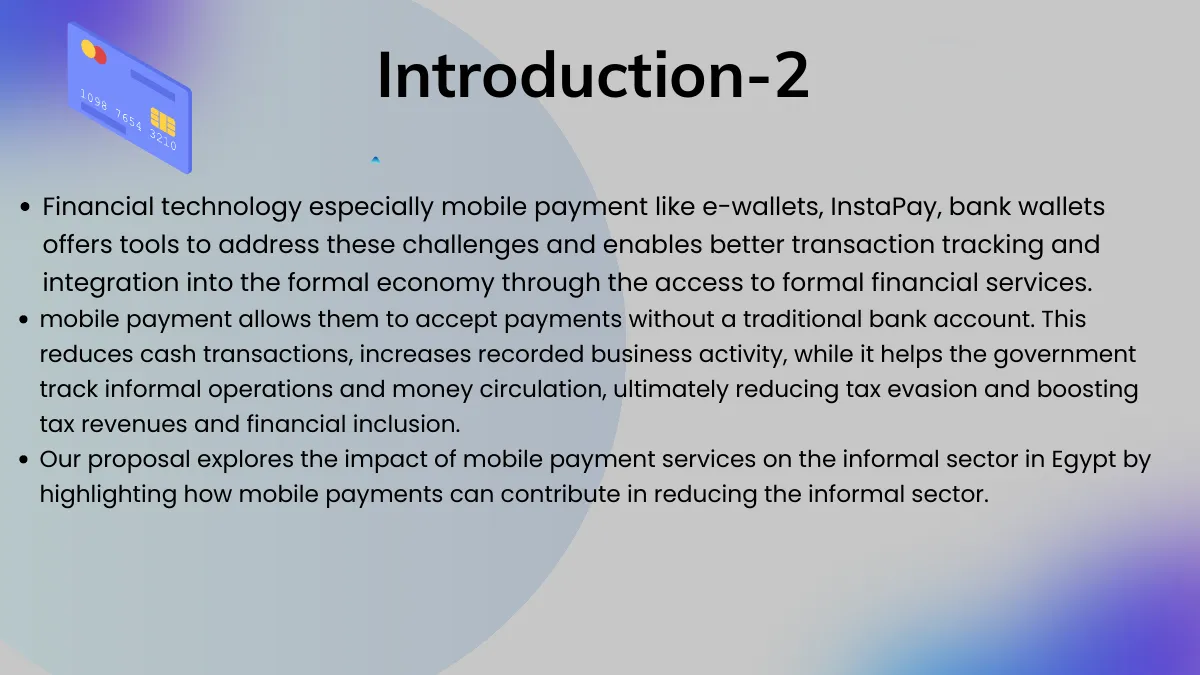 Introduction-2
1098 7654 3210
• Financial technology especially mobile payment like e-wallets, InstaPay, bank wallets
offers tools to address these challenges and enables better transaction tracking and
integration into the formal economy through the access to formal financial services.
• mobile payment allows them to accept payments without a traditional bank account. This
reduces cash transactions, increases recorded business activity, while it helps the government
track informal operations and money circulation, ultimately reducing tax evasion and boosting
tax revenues and financial inclusion.
• Our proposal explores the impact of mobile payment services on the informal sector in Egypt by
highlighting how mobile payments can contribute in reducing the informal sector.